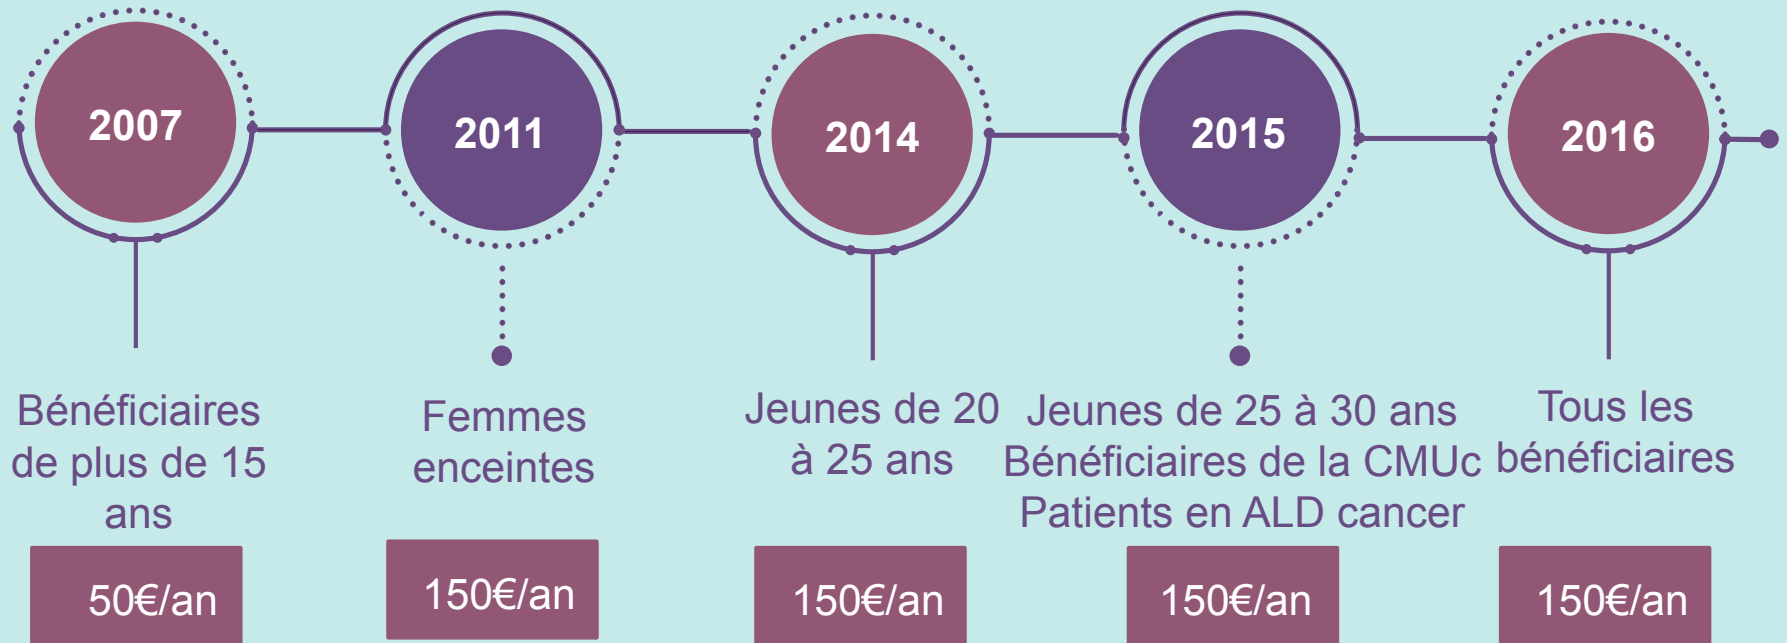 2007
2011
2014
2015
2016
Bénéficiaires
de plus de 15
ans
Femmes
enceintes
Jeunes de 20
à 25 ans
Jeunes de 25 à 30 ans
Bénéficiaires de la CMUc
Patients en ALD cancer
Tous les
bénéficiaires
50€/an
150€/an
150€/an
150€/an
150€/an